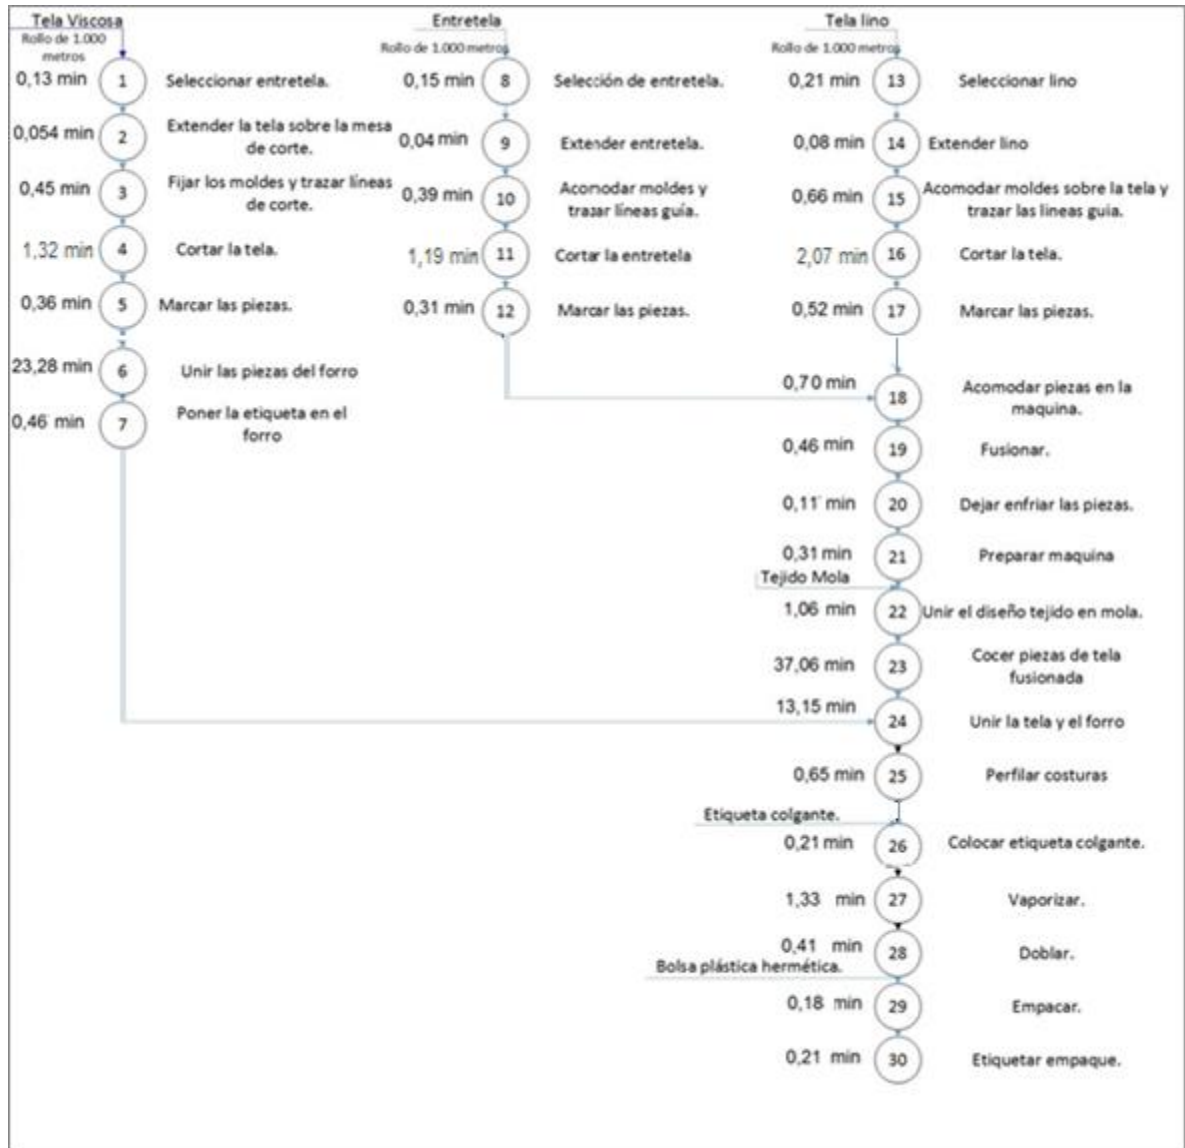 Tela Viscosa
Rollo de 1.000
metros
0,13 min
1
Seleccionar entretela.
0,054 min
2
Extender la tela sobre la mesa
de corte.
0,45 min
3
Fijar los moldes y trazar líneas
de corte.
1,32 min
4
Cortar la tela.
0,36 min
5
Marcar las piezas.
23,28 min
6
Unir las piezas del forro
0,46 min
7
Poner la etiqueta en el
forro
Entretela
Rollo de 1.000 metros
0,15 min
8
Selección de entretela.
0,04 min
9
Extender entretela.
0,39 min
10
Acomodar moldes y
trazar líneas guía.
1,19 min
11
Cortar la entretela
0,31 min
12
Marcar las piezas.
Tela lino
Rollo de 1.000 metros
0,21 min
13
Seleccionar lino
0,08 min
14
Extender lino
0,66 min
15
Acomodar moldes sobre la tela y
trazar las lineas guia.
2,07 min
16
Cortar la tela.
0,52 min
17
Marcar las piezas.
0,70 min
18
Acomodar piezas en la
maquina.
0,46 min
19
Fusionar.
0,11 min
20
Dejar enfriar las piezas.
0,31 min
21
Preparar maquina
Tejido Mola
1,06 min
22
Unir el diseño tejido en mola.
37,06 min
23
Cocer piezas de tela
fusionada
13,15 min
24
Unir la tela y el forro
0,65 min
25
Perfilar costuras
Etiqueta colgante.
0,21 min
26
Colocar etiqueta colgante.
1,33 min
27
Vaporizar.
0,41 min
28
Doblar.
Bolsa plástica hermética.
0,18 min
29
Empacar.
0,21 min
30
Etiquetar empaque.